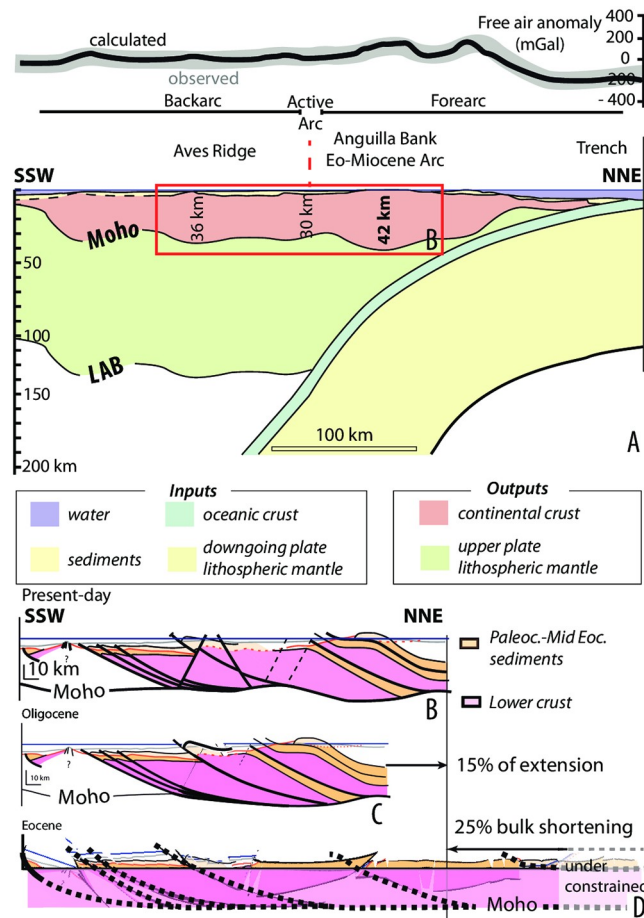 400
Free air anomaly
(mGal)
200
calculated
0
observed
200
- 400
Backarc
Active
Arc
Forearc
Aves Ridge
Anguilla Bank
Eo-Miocene Arc
Trench
SSW
NNE
Moho
36 km
30 km
42 km
B
50
100
LAB
150
100 km
A
200 km
Inputs
Outputs
water
oceanic crust
continental crust
sediments
downgoing plate
lithospheric mantle
upper plate
lithospheric mantle
Present-day
SSW
NNE
Paleoc.-Mid Eoc.
sediments
?
10 km
Moho
B
Lower crust
Oligocene
?
10 km
Moho
C
15% of extension
25% bulk shortening
Eocene
under
constrained
Moho
D